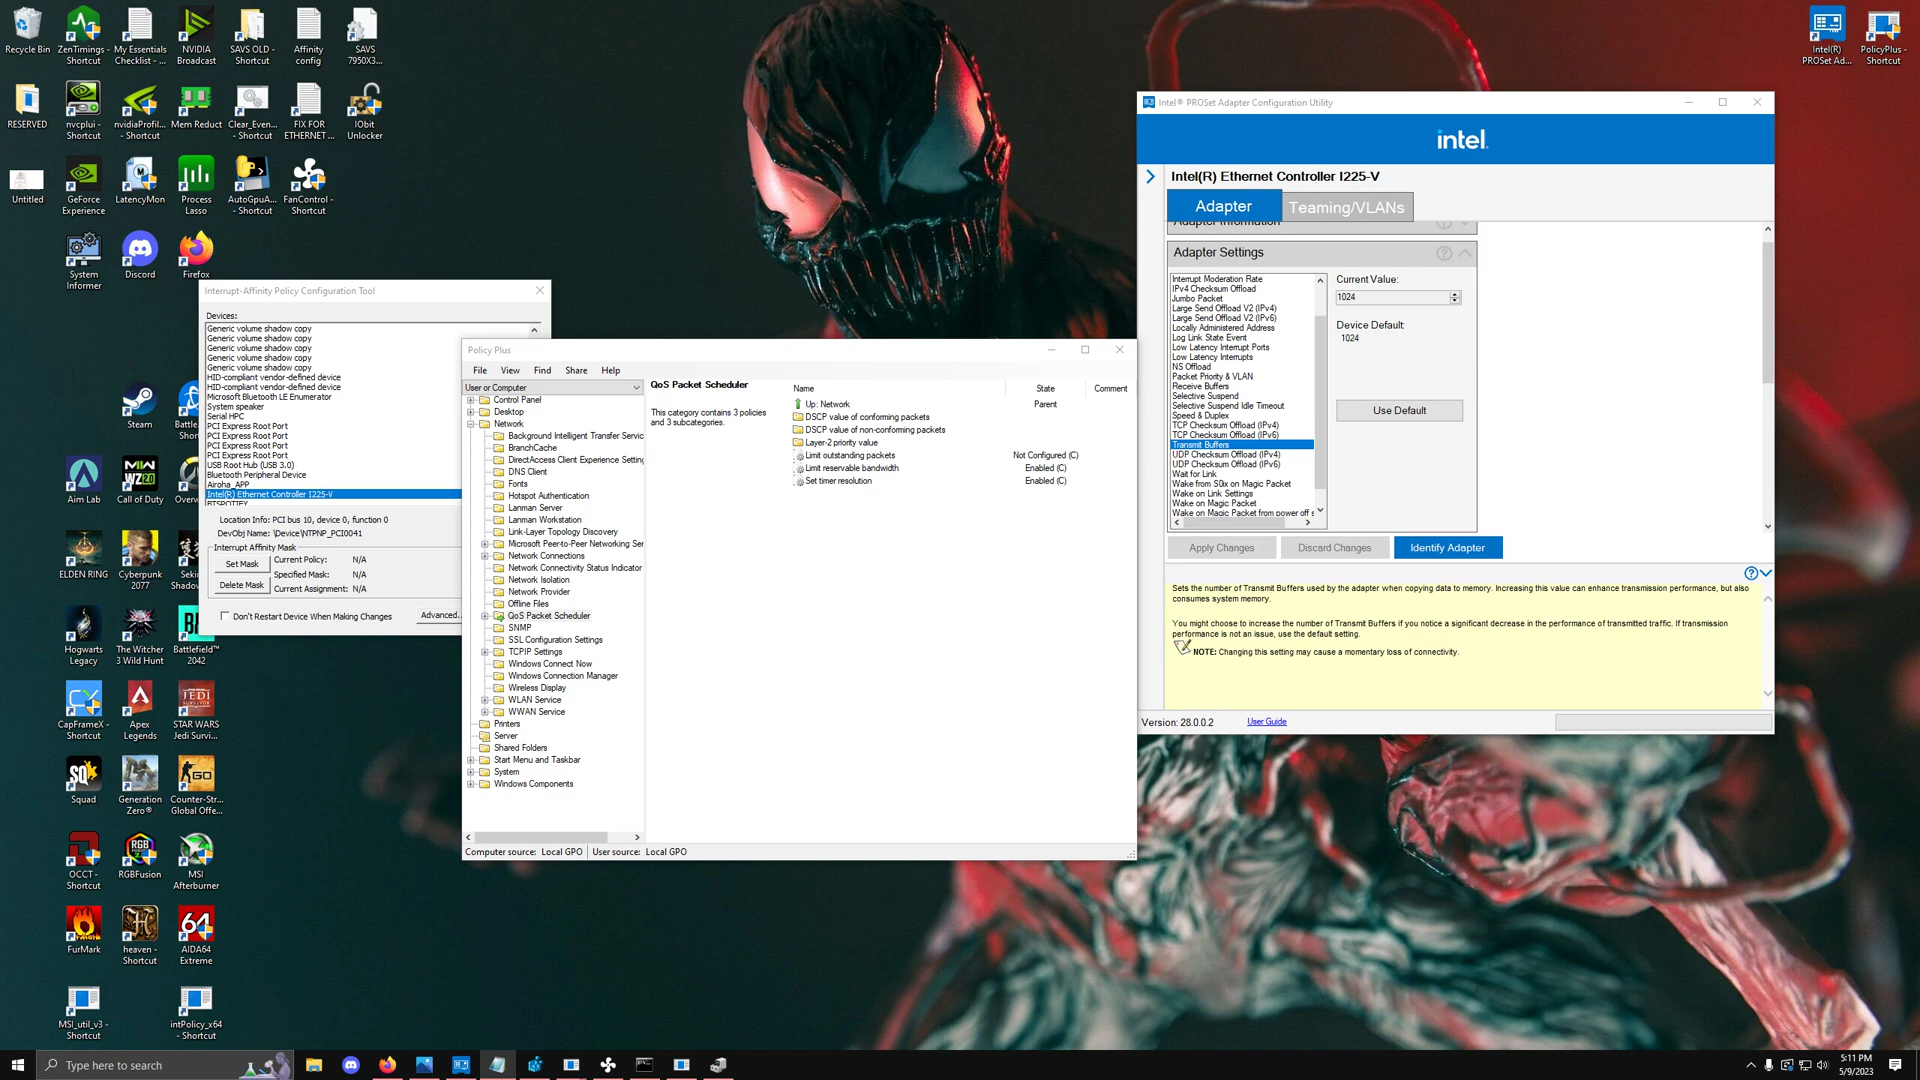 Recycle Bin
ZenTimings - Shortcut
My Essentials Checklist - ...
NVIDIA Broadcast
SAVS OLD - Shortcut
Affinity config
SAVS 7950X3...
Intel(R) PROSet Ad...
PolicyPlus - Shortcut
RESERVED
nvcplui - Shortcut
nvidiaProfil... - Shortcut
Mem Reduct
Clear_Even... - Shortcut
FIX FOR ETHERNET ...
IObit Unlocker
Untitled
GeForce Experience
LatencyMon
Process Lasso
AutoGpuA... - Shortcut
FanControl - Shortcut
System Informer
Discord
Firefox
Steam
Battle. Shor
Aim Lab
Call of Duty
Overw
ELDEN RING
Cyberpunk 2077
Seki Shadow
Hogwarts Legacy
The Witcher 3 Wild Hunt
Battlefield™ 2042
CapFrameX - Shortcut
Apex Legends
STAR WARS Jedi Survi...
Squad
Generation Zero®
Counter-Str... Global Offe...
OCCT - Shortcut
RGBFusion
MSI Afterburner
FurMark
heaven - Shortcut
AIDA64 Extreme
MSI_util_v3 - Shortcut
intPolicy_x64 - Shortcut
Interrupt-Affinity Policy Configuration Tool
Devices:
Generic volume shadow copy
Generic volume shadow copy
Generic volume shadow copy
Generic volume shadow copy
Generic volume shadow copy
HID-compliant vendor-defined device
HID-compliant vendor-defined device
Microsoft Bluetooth LE Enumerator
System speaker
Serial HPC
PCI Express Root Port
PCI Express Root Port
PCI Express Root Port
PCI Express Root Port
USB Root Hub (USB 3.0)
Bluetooth Peripheral Device
Airoha_APP
Intel(R) Ethernet Controller I225-V
BTSPOTIFY
Location Info: PCI bus 10, device 0, function 0
DevObj Name: \Device\NTPNP_PCI0041
Interrupt Affinity Mask
Set Mask
Current Policy: N/A
Specified Mask: N/A
Delete Mask
Current Assignment: N/A
Don't Restart Device When Making Changes
Advanced..
Policy Plus
File View Find Share Help
User or Computer
Control Panel
Desktop
Network
Background Intelligent Transfer Servic
BranchCache
DirectAccess Client Experience Setting
DNS Client
Fonts
Hotspot Authentication
Lanman Server
Lanman Workstation
Link-Layer Topology Discovery
Microsoft Peer-to-Peer Networking Ser
Network Connections
Network Connectivity Status Indicator
Network Isolation
Network Provider
Offline Files
QoS Packet Scheduler
SNMP
SSL Configuration Settings
TCPIP Settings
Windows Connect Now
Windows Connection Manager
Wireless Display
WLAN Service
WWAN Service
Printers
Server
Shared Folders
Start Menu and Taskbar
System
Windows Components
QoS Packet Scheduler
This category contains 3 policies and 3 subcategories.
Name State Comment
Up: Network Parent
DSCP value of conforming packets
DSCP value of non-conforming packets
Layer-2 priority value
Limit outstanding packets Not Configured (C)
Limit reservable bandwidth Enabled (C)
Set timer resolution Enabled (C)
Computer source: Local GPO User source: Local GPO
Intel® PROSet Adapter Configuration Utility
intel.
Intel(R) Ethernet Controller I225-V
Adapter
Teaming/VLANs
Adapter Information
Adapter Settings
Interrupt Moderation Rate
IPv4 Checksum Offload
Jumbo Packet
Large Send Offload V2 (IPv4)
Large Send Offload V2 (IPv6)
Locally Administered Address
Log Link State Event
Low Latency Interrupt Ports
Low Latency Interrupts
NS Offload
Packet Priority & VLAN
Receive Buffers
Selective Suspend
Selective Suspend Idle Timeout
Speed & Duplex
TCP Checksum Offload (IPv4)
TCP Checksum Offload (IPv6)
Transmit Buffers
UDP Checksum Offload (IPv4)
UDP Checksum Offload (IPv6)
Wait for Link
Wake from S0ix on Magic Packet
Wake on Link Settings
Wake on Magic Packet
Wake on Magic Packet from power off s
Current Value:
1024
Device Default:
1024
Use Default
Apply Changes
Discard Changes
Identify Adapter
Sets the number of Transmit Buffers used by the adapter when copying data to memory. Increasing this value can enhance transmission performance, but also
consumes system memory.
You might choose to increase the number of Transmit Buffers if you notice a significant decrease in the performance of transmitted traffic. If transmission
performance is not an issue, use the default setting.
NOTE: Changing this setting may cause a momentary loss of connectivity.
Version: 28.0.0.2
User Guide
Type here to search
5:11 PM
5/9/2023